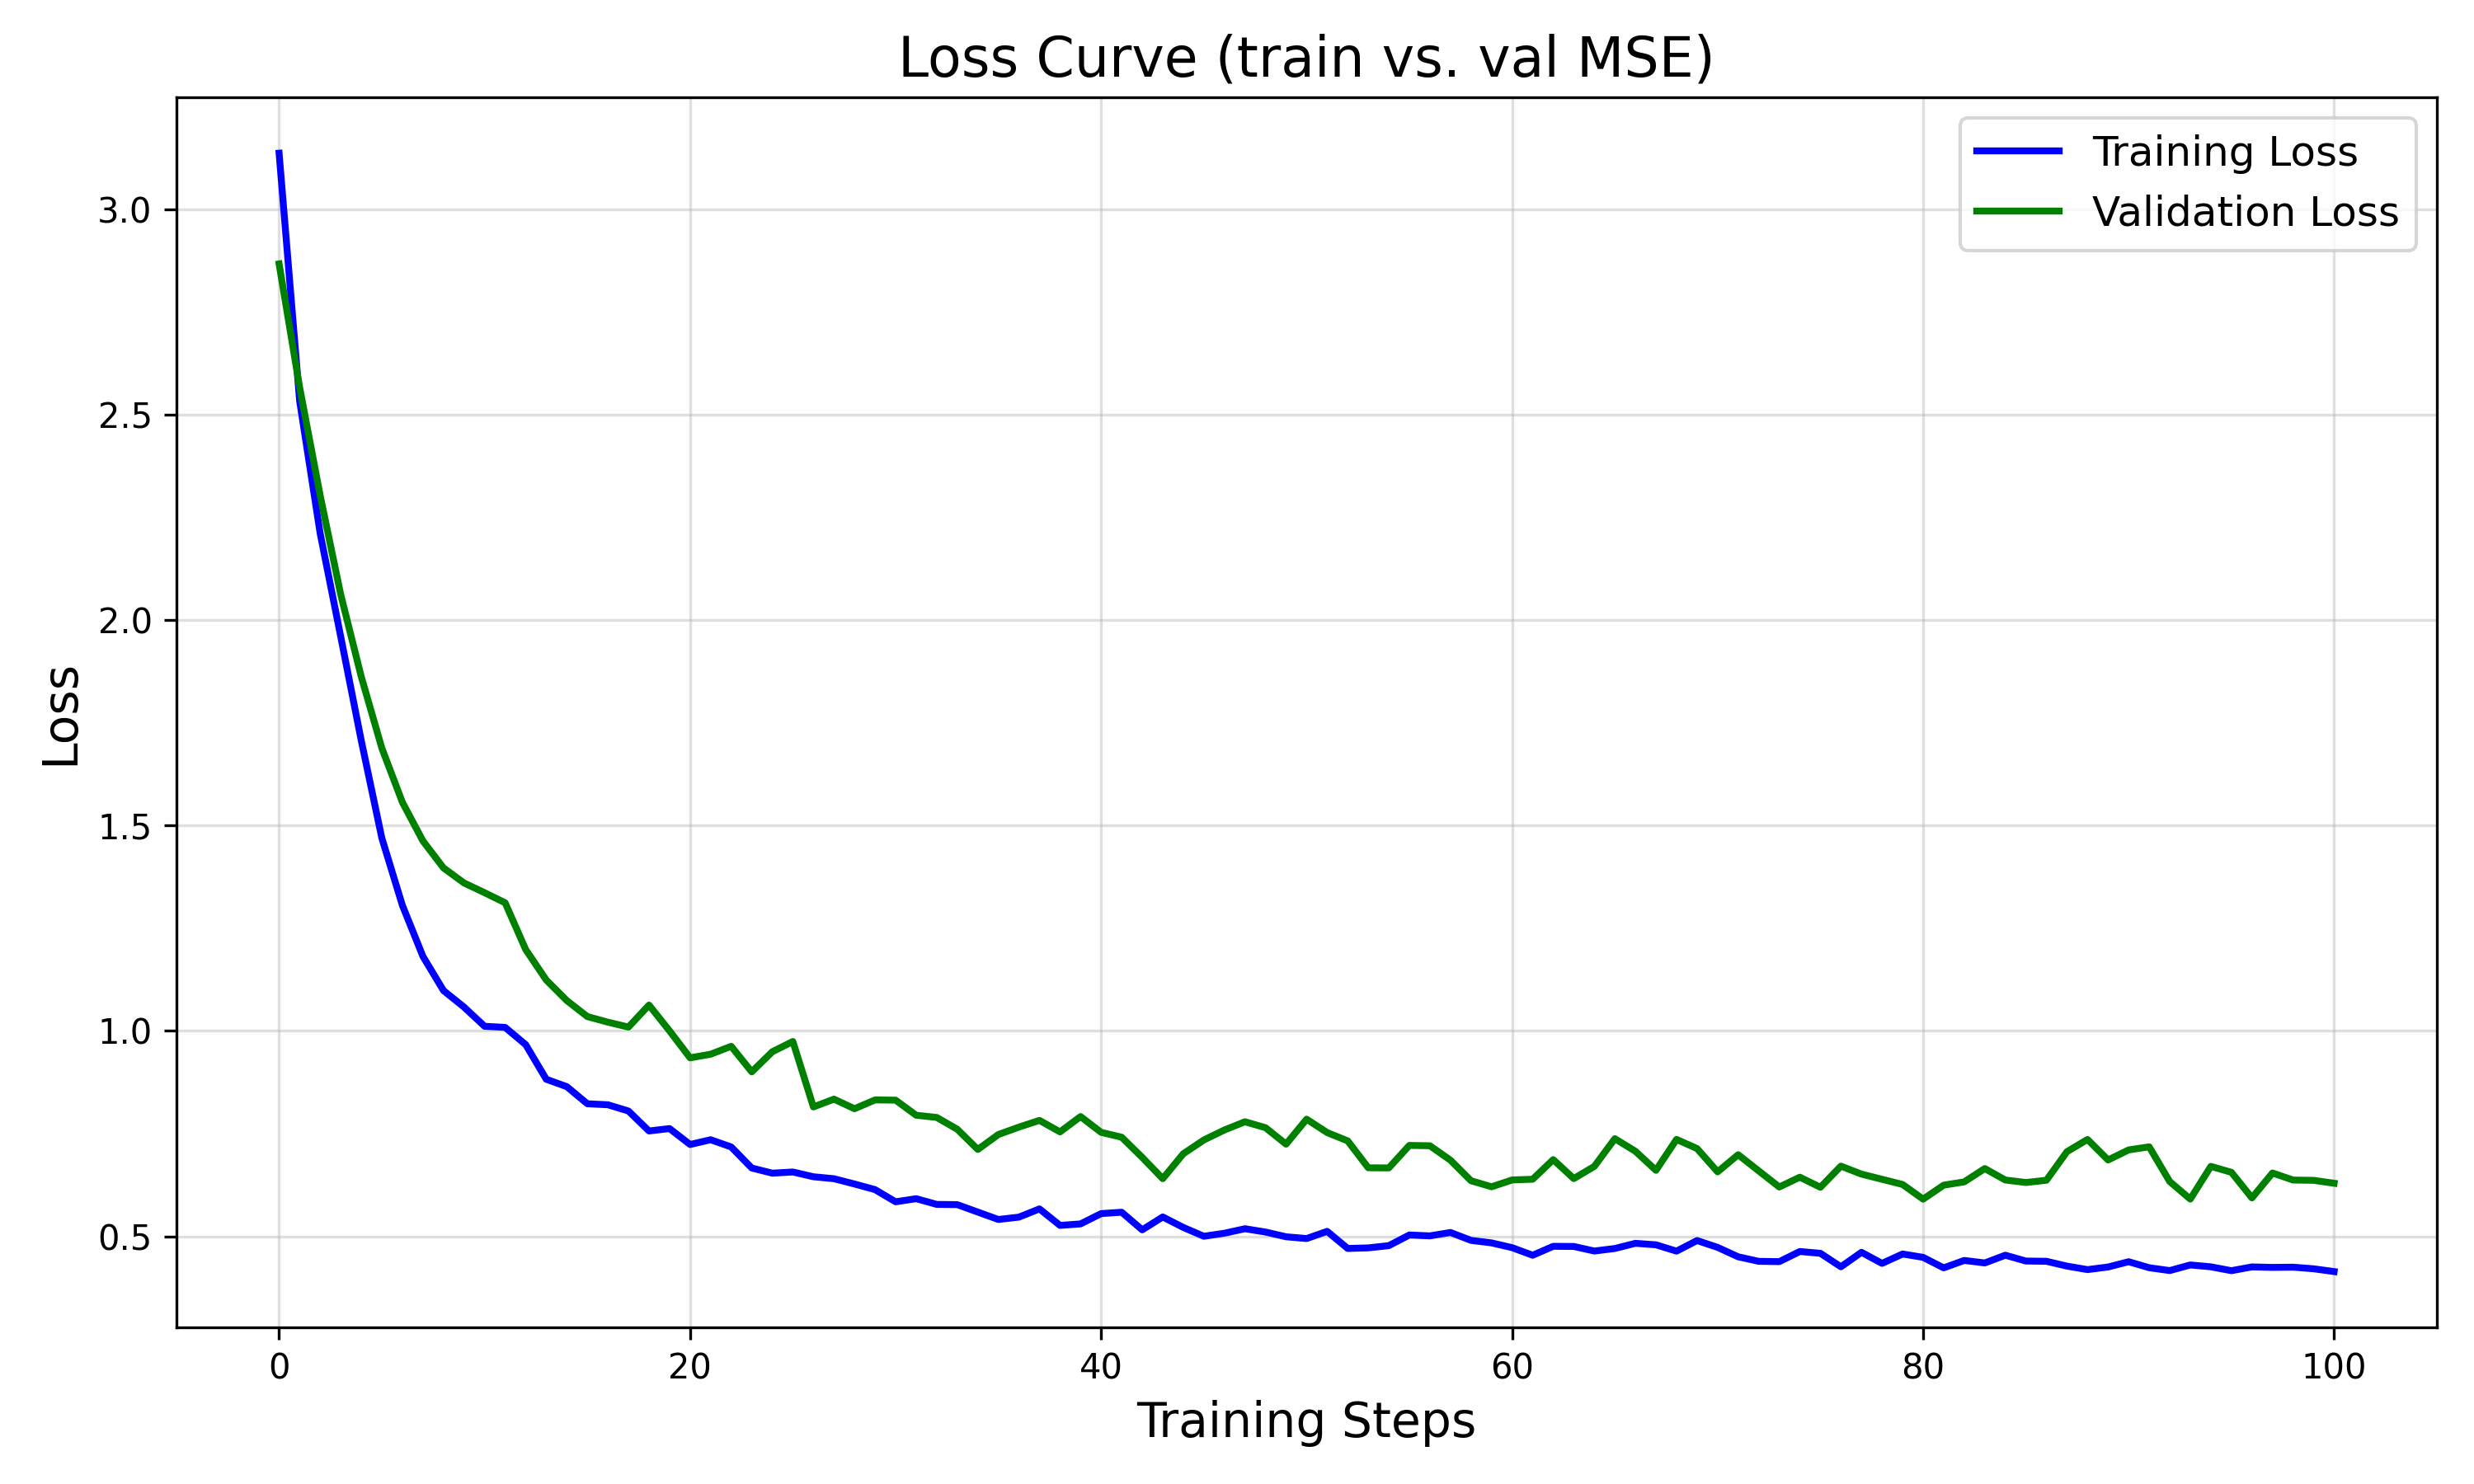 Loss Curve (train vs. val MSE)
Training Loss
Validation Loss
3.0
2.5
2.0
1.5
1.0
0.5
Loss
0 20 40 60 80 100
Training Steps